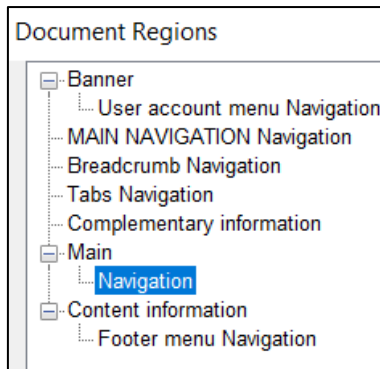 Document Regions
Banner
User account menu Navigation
MAIN NAVIGATION Navigation
Breadcrumb Navigation
Tabs Navigation
Complementary information
Main
Navigation
Content information
Footer menu Navigation